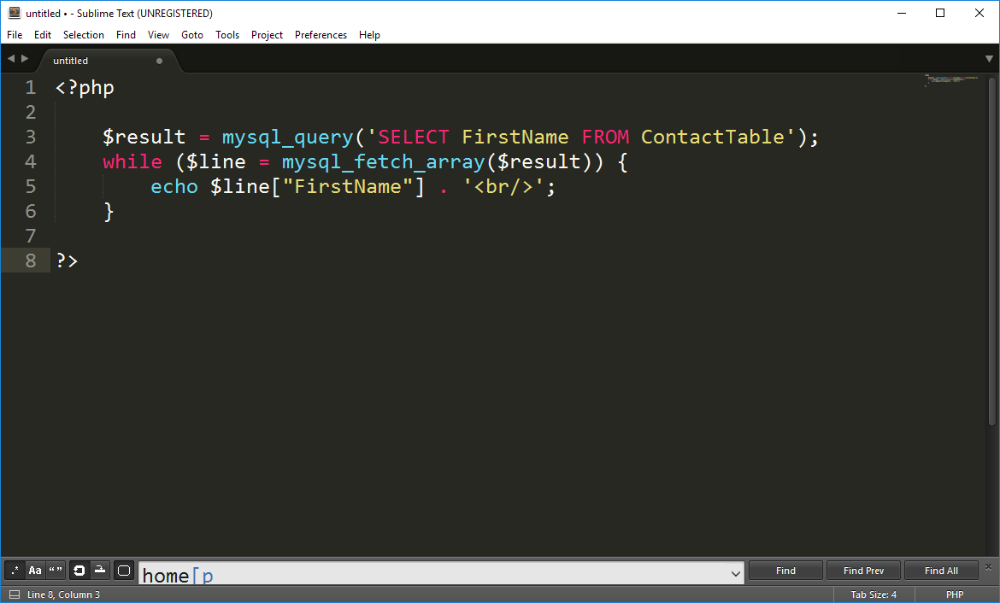 untitled • - Sublime Text (UNREGISTERED)
File Edit Selection Find View Goto Tools Project Preferences Help
untitled
1 <?php
2
3     $result = mysql_query('SELECT FirstName FROM ContactTable');
4     while ($line = mysql_fetch_array($result)) {
5         echo $line["FirstName"] . '<br/>';
6     }
7
8 ?>
.* Aa “ ” home[p Find Find Prev Find All
Line 8, Column 3 Tab Size: 4 PHP